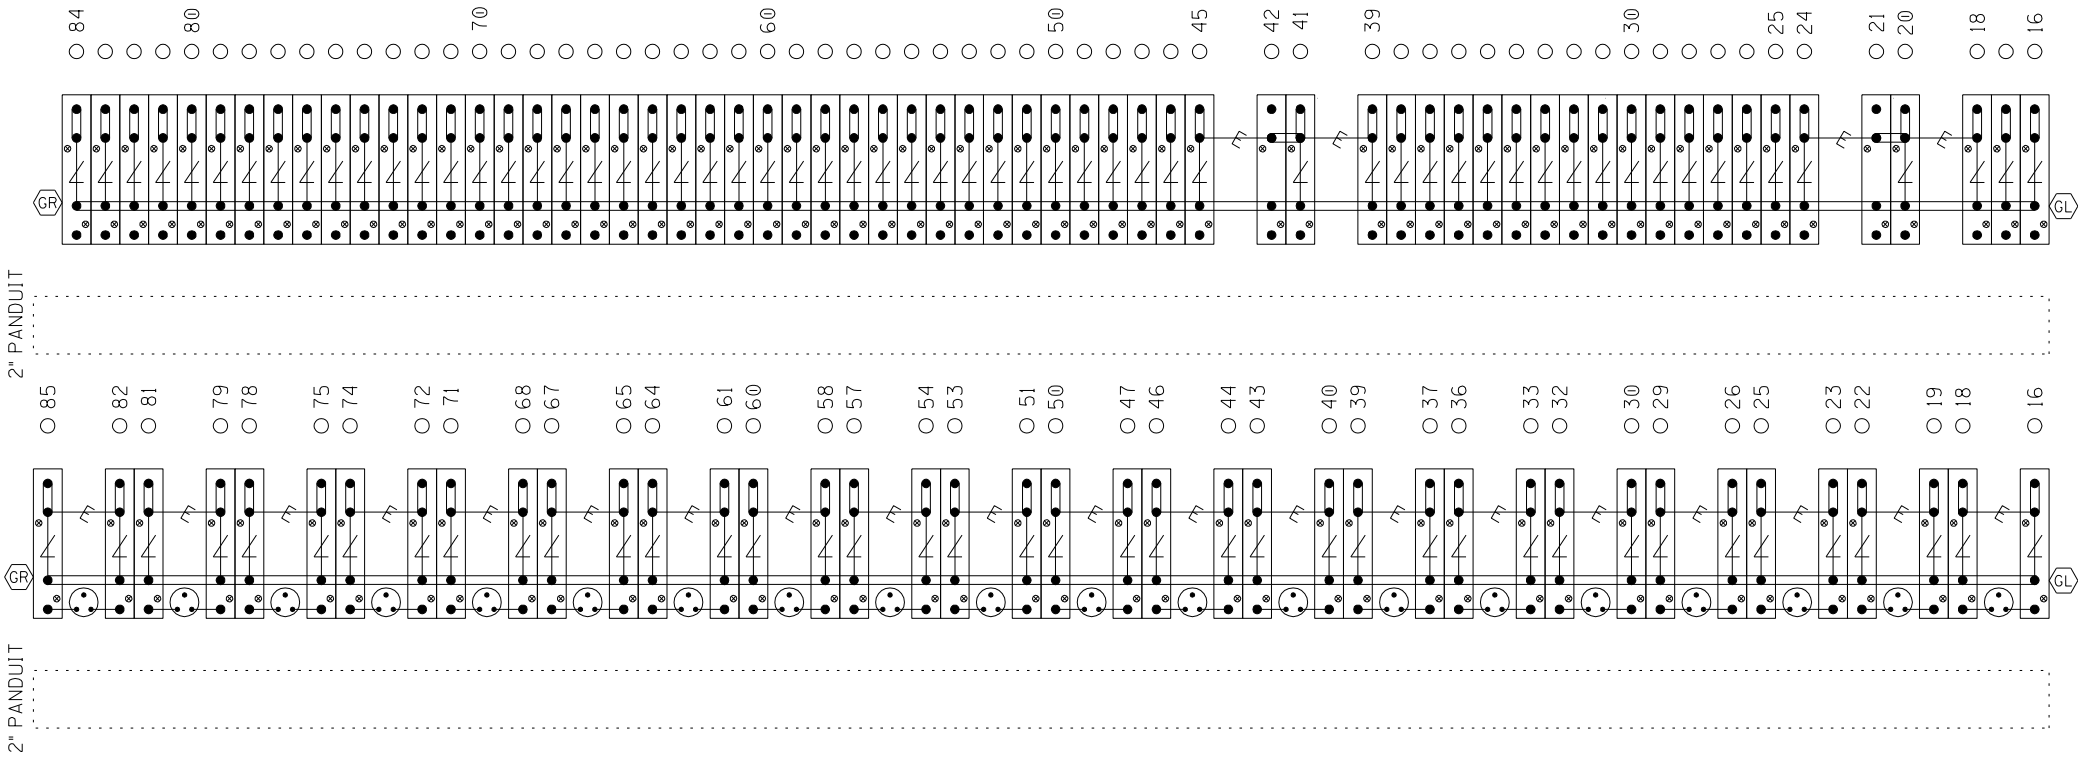 84 80 70 60 50 45 42 41 39 30 25 24 21 20 18 16
E E E E
GR GL
2" PANDUIT
85 82 81 79 78 75 74 72 71 68 67 65 64 61 60 58 57 54 53 51 50 47 46 44 43 40 39 37 36 33 32 30 29 26 25 23 22 19 18 16
E E E E E E E E E E E E E E E E E E E E
GR GL
2" PANDUIT